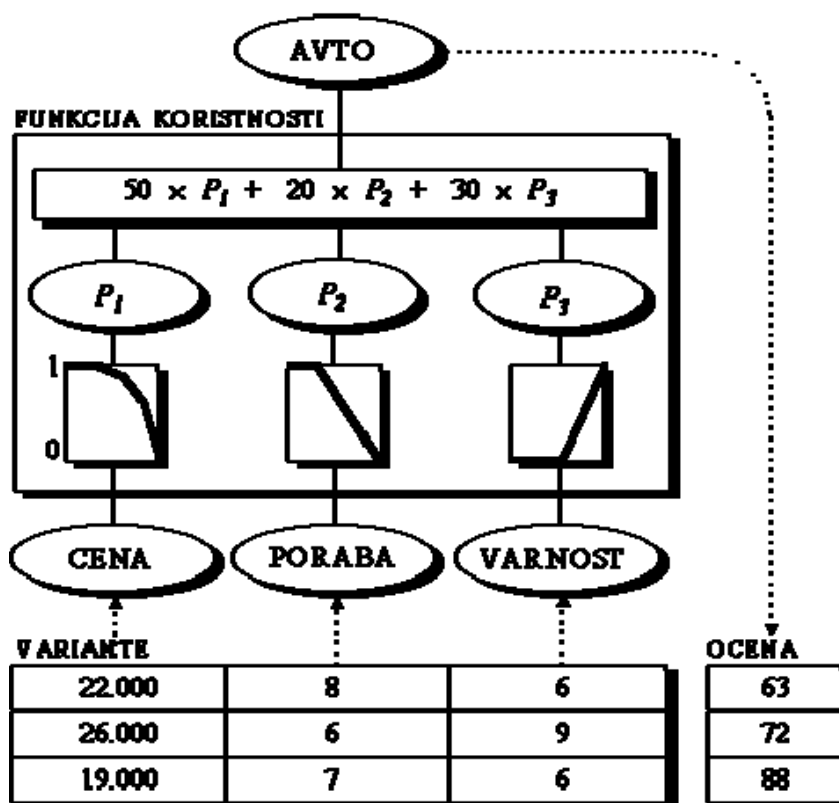 AVTO
FUNKCIJA KORISTNOSTI
50 x P1 + 20 x P2 + 30 x P3
P1 P2 P3
1
0
CENA PORABA VARNOST
VARIANTE OCENA
22.000 8 6 63
26.000 6 9 72
19.000 7 6 88